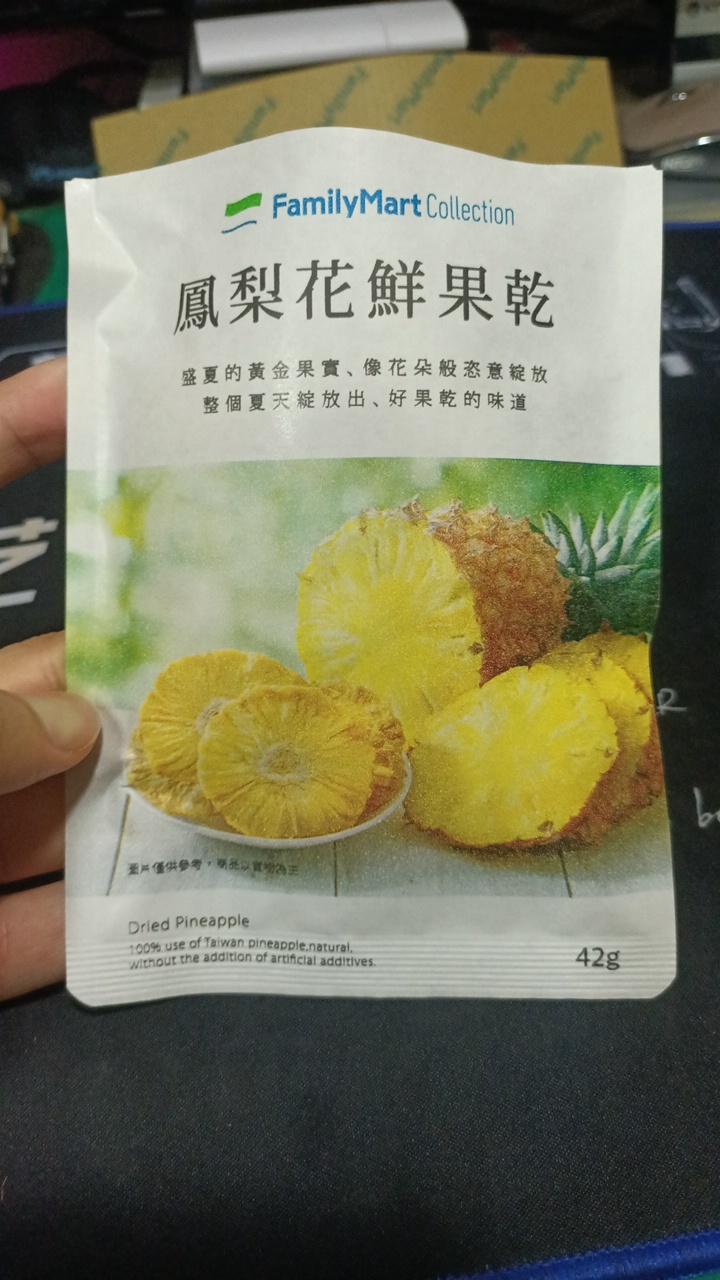 FamilyMart
FamilyMart Collection
鳳梨花鮮果乾
盛夏的黃金果實、像花朵般恣意綻放
整個夏天綻放出、好果乾的味道
圖片僅供參考，商品以實物為主
Dried Pineapple
100% use of Taiwan pineapple,natural,
without the addition of artificial additives.
42g